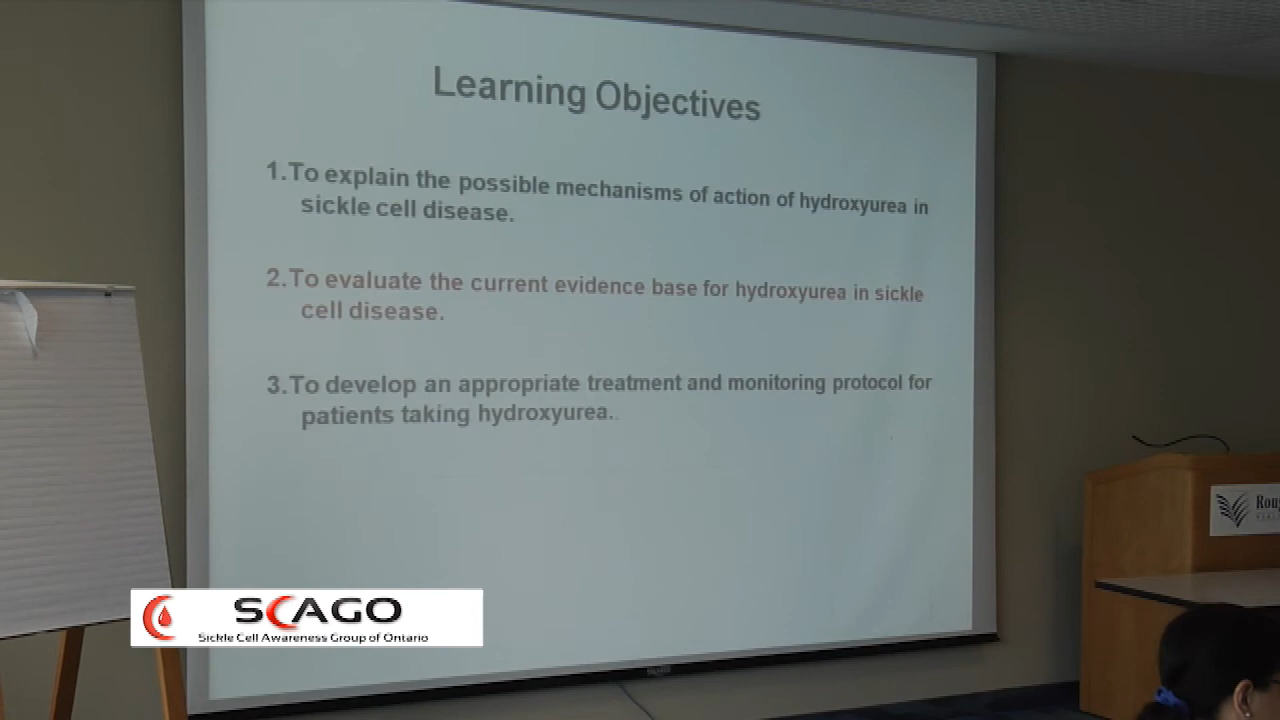 Learning Objectives
1.To explain the possible mechanisms of action of hydroxyurea in
sickle cell disease.
2.To evaluate the current evidence base for hydroxyurea in sickle
cell disease.
3.To develop an appropriate treatment and monitoring protocol for
patients taking hydroxyurea.
SCAGO
Sickle Cell Awareness Group of Ontario